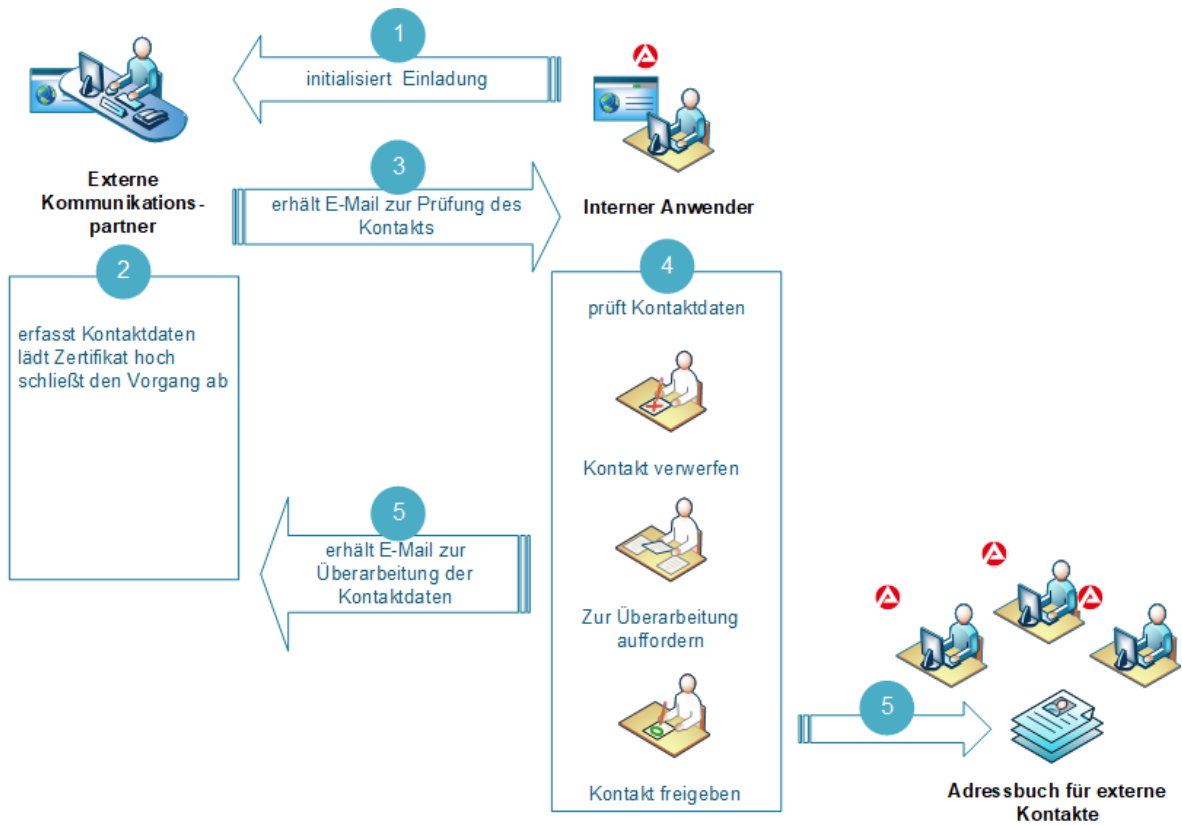 1
initialisiert Einladung
Externe
Kommunikations-
partner
3
erhält E-Mail zur Prüfung des
Kontakts
Interner Anwender
2
erfasst Kontaktdaten
lädt Zertifikat hoch
schließt den Vorgang ab
4
prüft Kontaktdaten
Kontakt verwerfen
5
erhält E-Mail zur
Überarbeitung der
Kontaktdaten
Zur Überarbeitung
auffordern
Kontakt freigeben
5
Adressbuch für externe
Kontakte